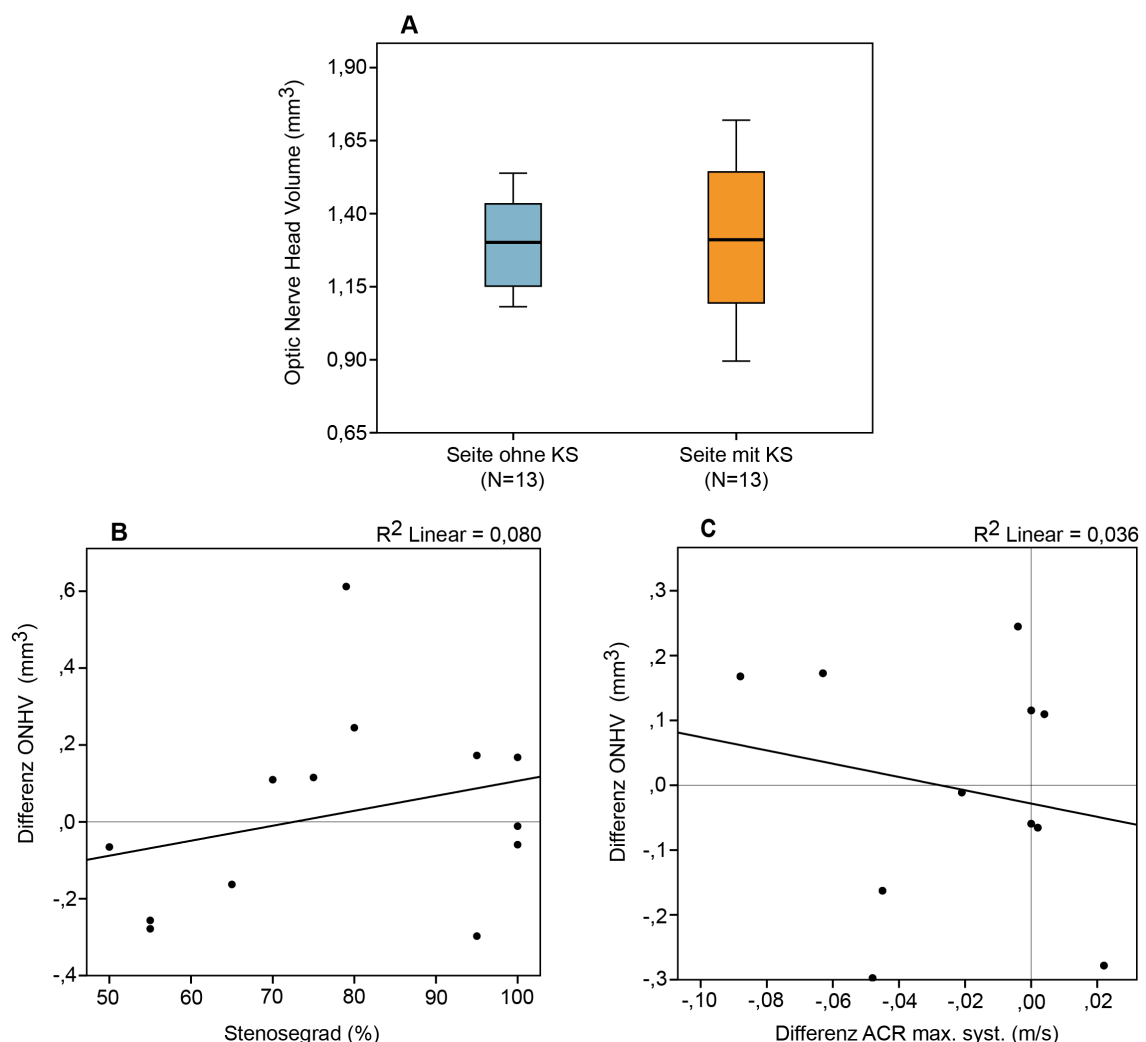 A
Optic Nerve Head Volume (mm³)
1,90
1,65
1,40
1,15
0,90
0,65
Seite ohne KS
(N=13)
Seite mit KS
(N=13)
B
R² Linear = 0,080
Differenz ONHV (mm³)
,6
,4
,2
,0
-,2
-,4
50 60 70 80 90 100
Stenosegrad (%)
C
R² Linear = 0,036
Differenz ONHV (mm³)
,3
,2
,1
,0
-,1
-,2
-,3
-,10 -,08 -,06 -,04 -,02 ,00 ,02
Differenz ACR max. syst. (m/s)